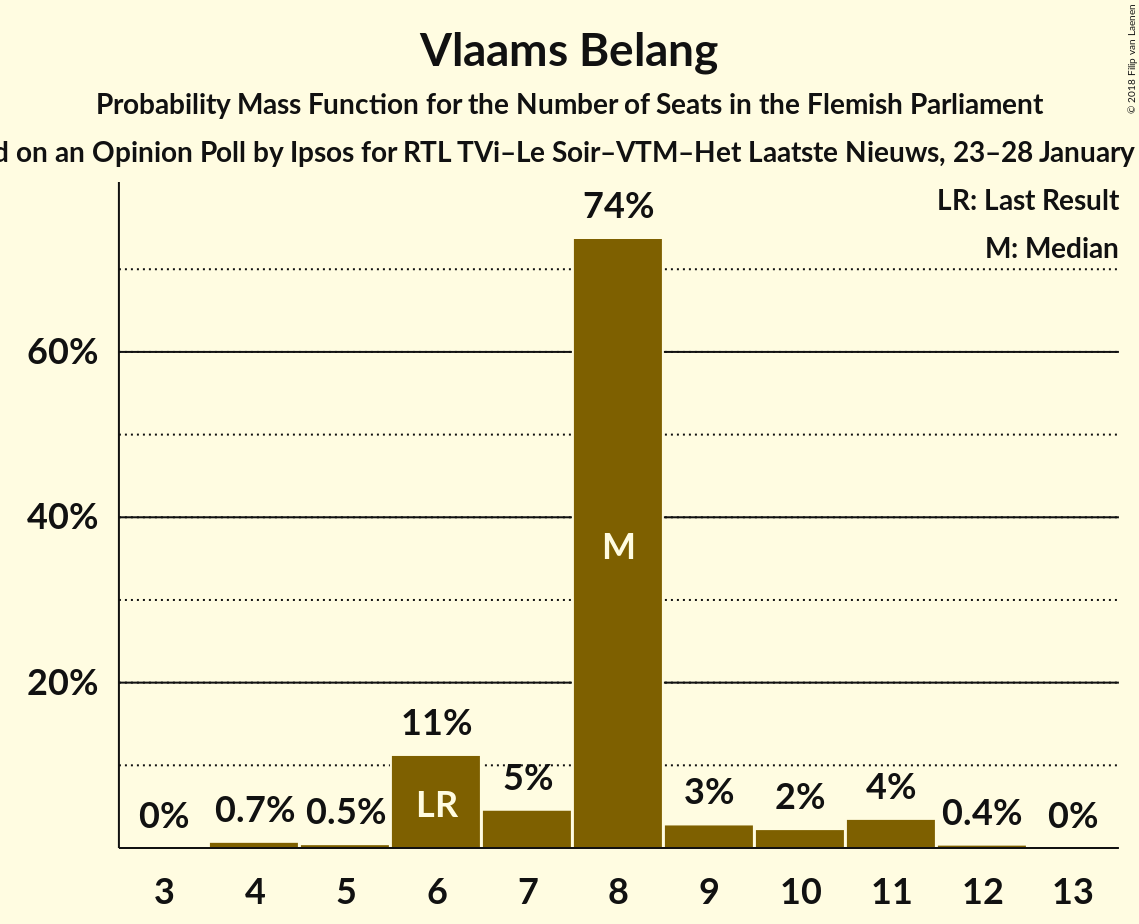 Vlaams Belang
Probability Mass Function for the Number of Seats in the Flemish Parliament
on an Opinion Poll by Ipsos for RTL TVi–Le Soir–VTM–Het Laatste Nieuws, 23–28 January
© 2018 Filip van Laenen
LR: Last Result
M: Median
74%
60%
40%
20%
M
11%
LR
5%
3%
2%
4%
0%
0.7%
0.5%
0.4%
0%
3 4 5 6 7 8 9 10 11 12 13